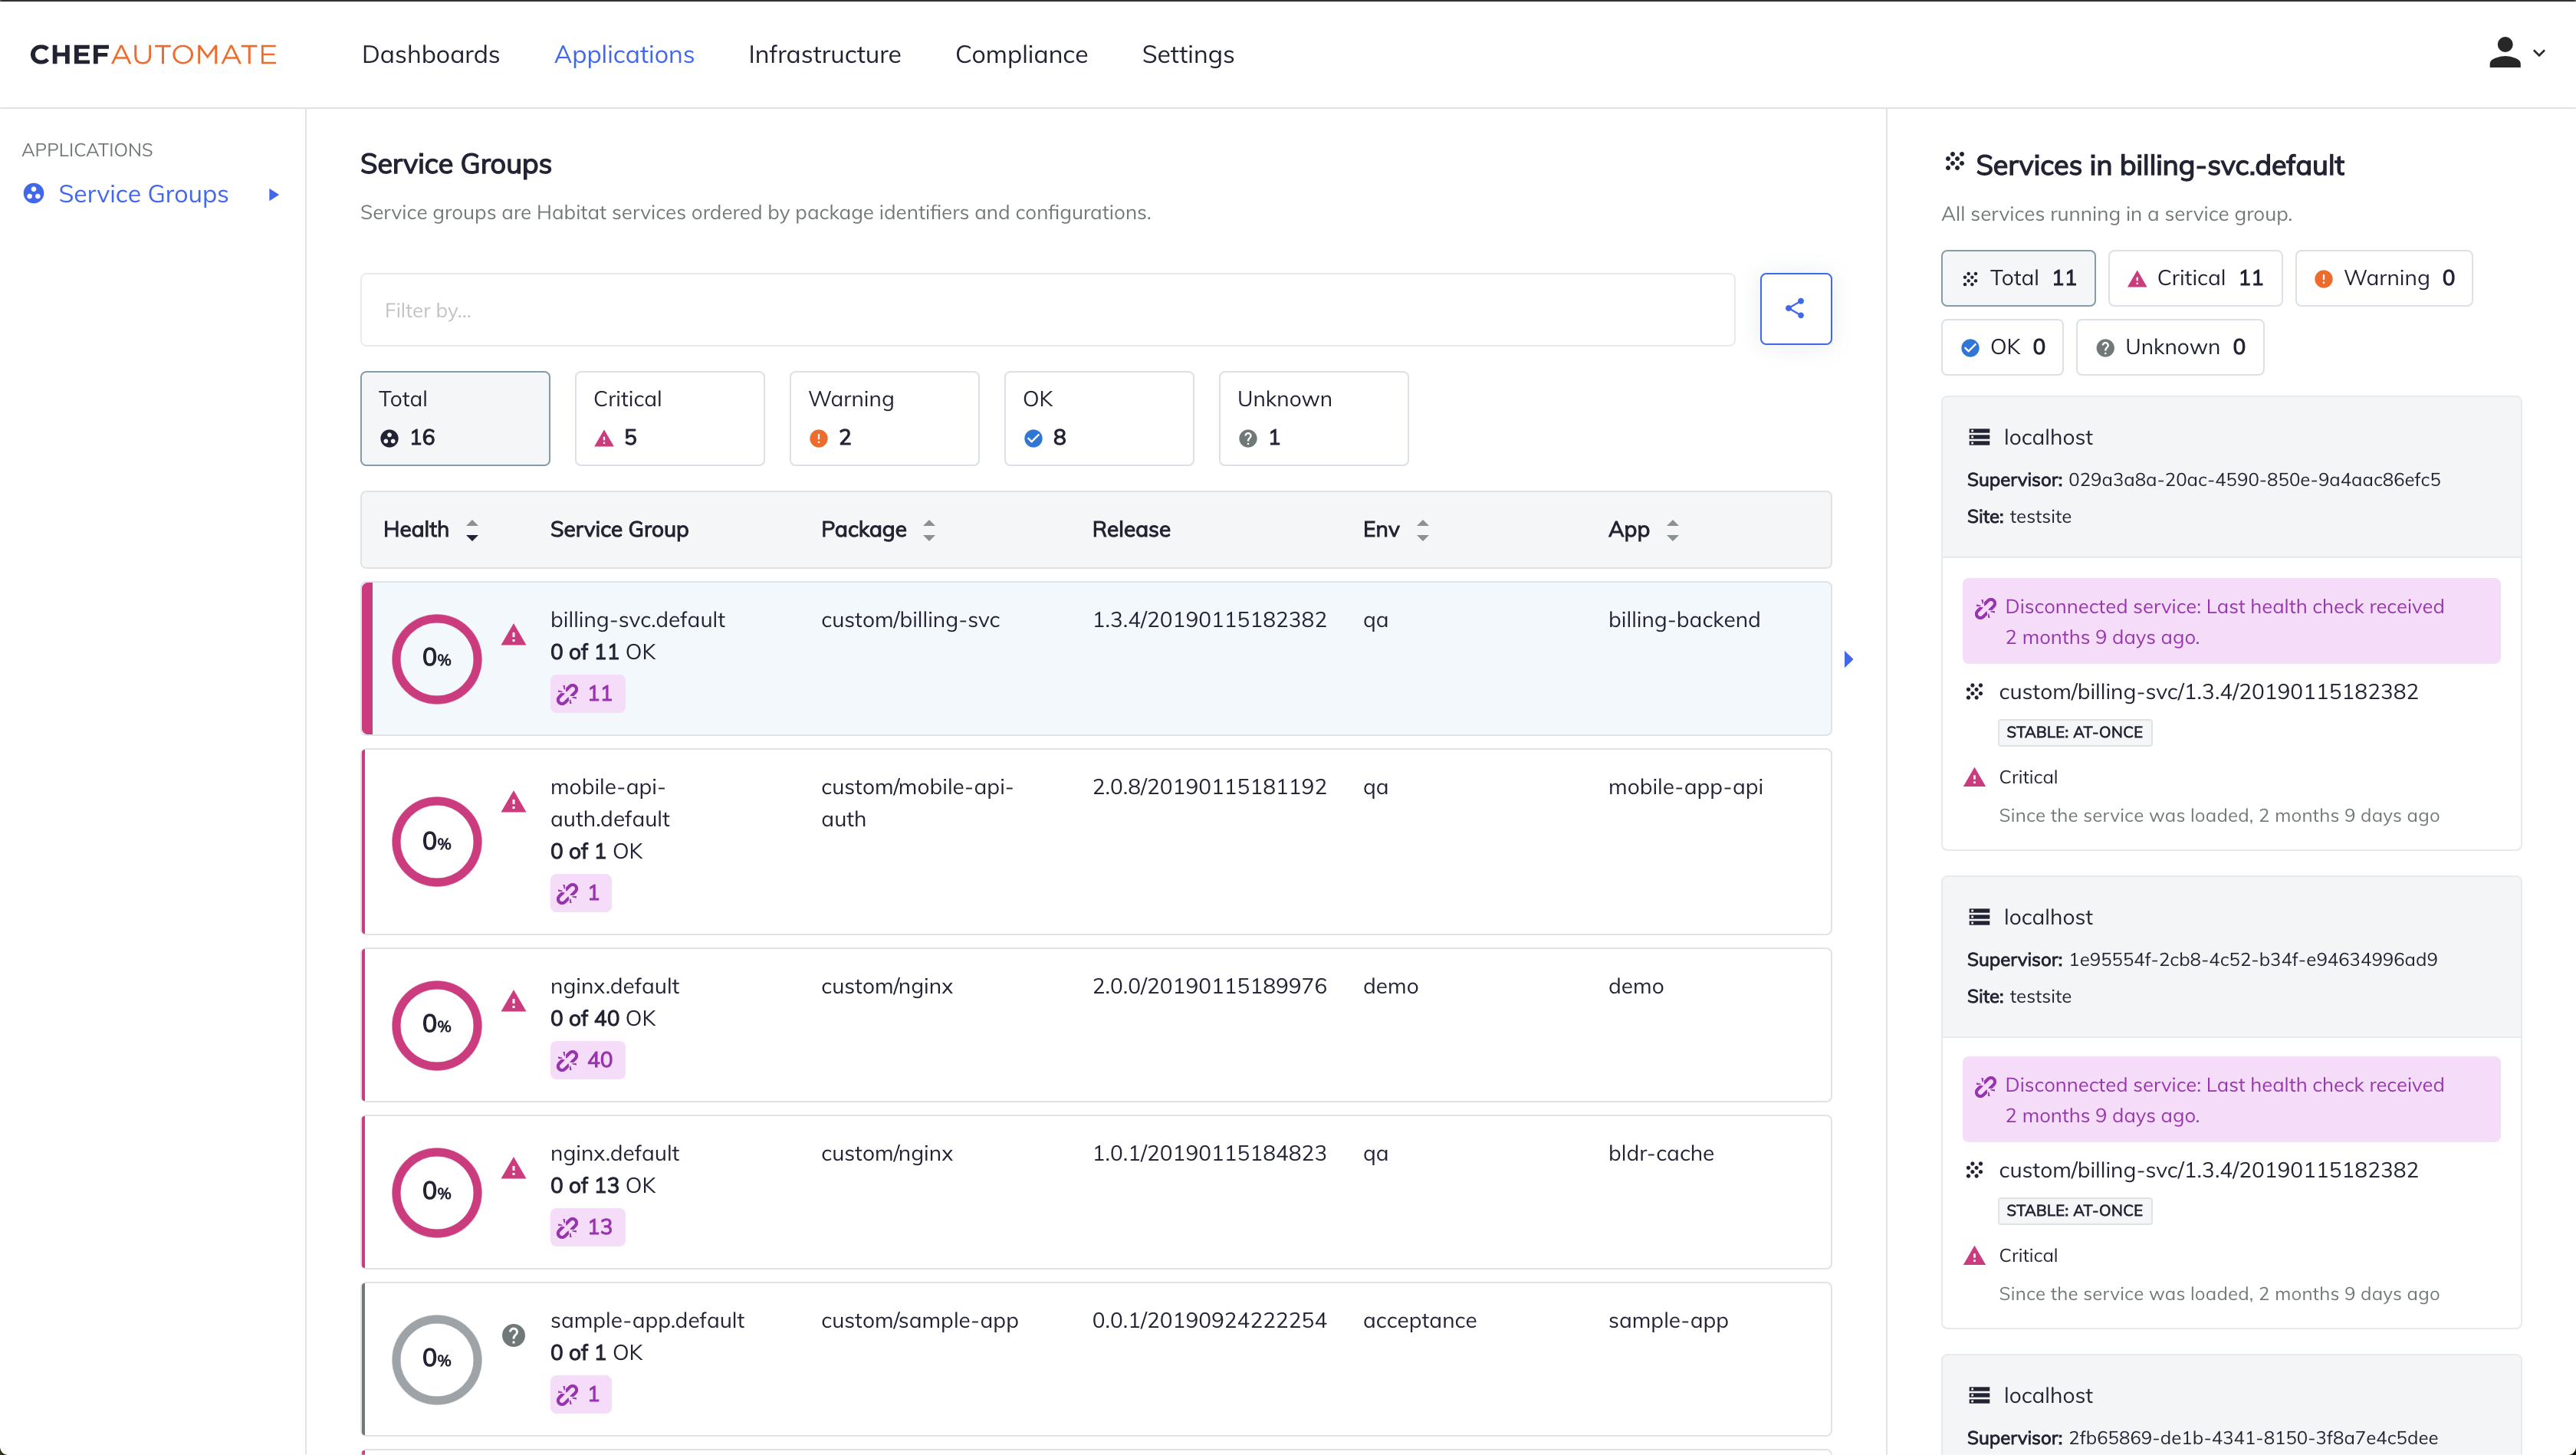 CHEFAUTOMATE
Dashboards
Applications
Infrastructure
Compliance
Settings
APPLICATIONS
Service Groups
Service Groups
Service groups are Habitat services ordered by package identifiers and configurations.
Filter by...
Total
16
Critical
5
Warning
2
OK
8
Unknown
1
Health
Service Group
Package
Release
Env
App
0%
billing-svc.default
0 of 11 OK
11
custom/billing-svc
1.3.4/20190115182382
qa
billing-backend
0%
mobile-api-
auth.default
0 of 1 OK
1
custom/mobile-api-
auth
2.0.8/20190115181192
qa
mobile-app-api
0%
nginx.default
0 of 40 OK
40
custom/nginx
2.0.0/20190115189976
demo
demo
0%
nginx.default
0 of 13 OK
13
custom/nginx
1.0.1/20190115184823
qa
bldr-cache
0%
sample-app.default
0 of 1 OK
1
custom/sample-app
0.0.1/20190924222254
acceptance
sample-app
Services in billing-svc.default
All services running in a service group.
Total 11
Critical 11
Warning 0
OK 0
Unknown 0
localhost
Supervisor: 029a3a8a-20ac-4590-850e-9a4aac86efc5
Site: testsite
Disconnected service: Last health check received
2 months 9 days ago.
custom/billing-svc/1.3.4/20190115182382
STABLE: AT-ONCE
Critical
Since the service was loaded, 2 months 9 days ago
localhost
Supervisor: 1e95554f-2cb8-4c52-b34f-e94634996ad9
Site: testsite
Disconnected service: Last health check received
2 months 9 days ago.
custom/billing-svc/1.3.4/20190115182382
STABLE: AT-ONCE
Critical
Since the service was loaded, 2 months 9 days ago
localhost
Supervisor: 2fb65869-de1b-4341-8150-3f8a7e4c5dee